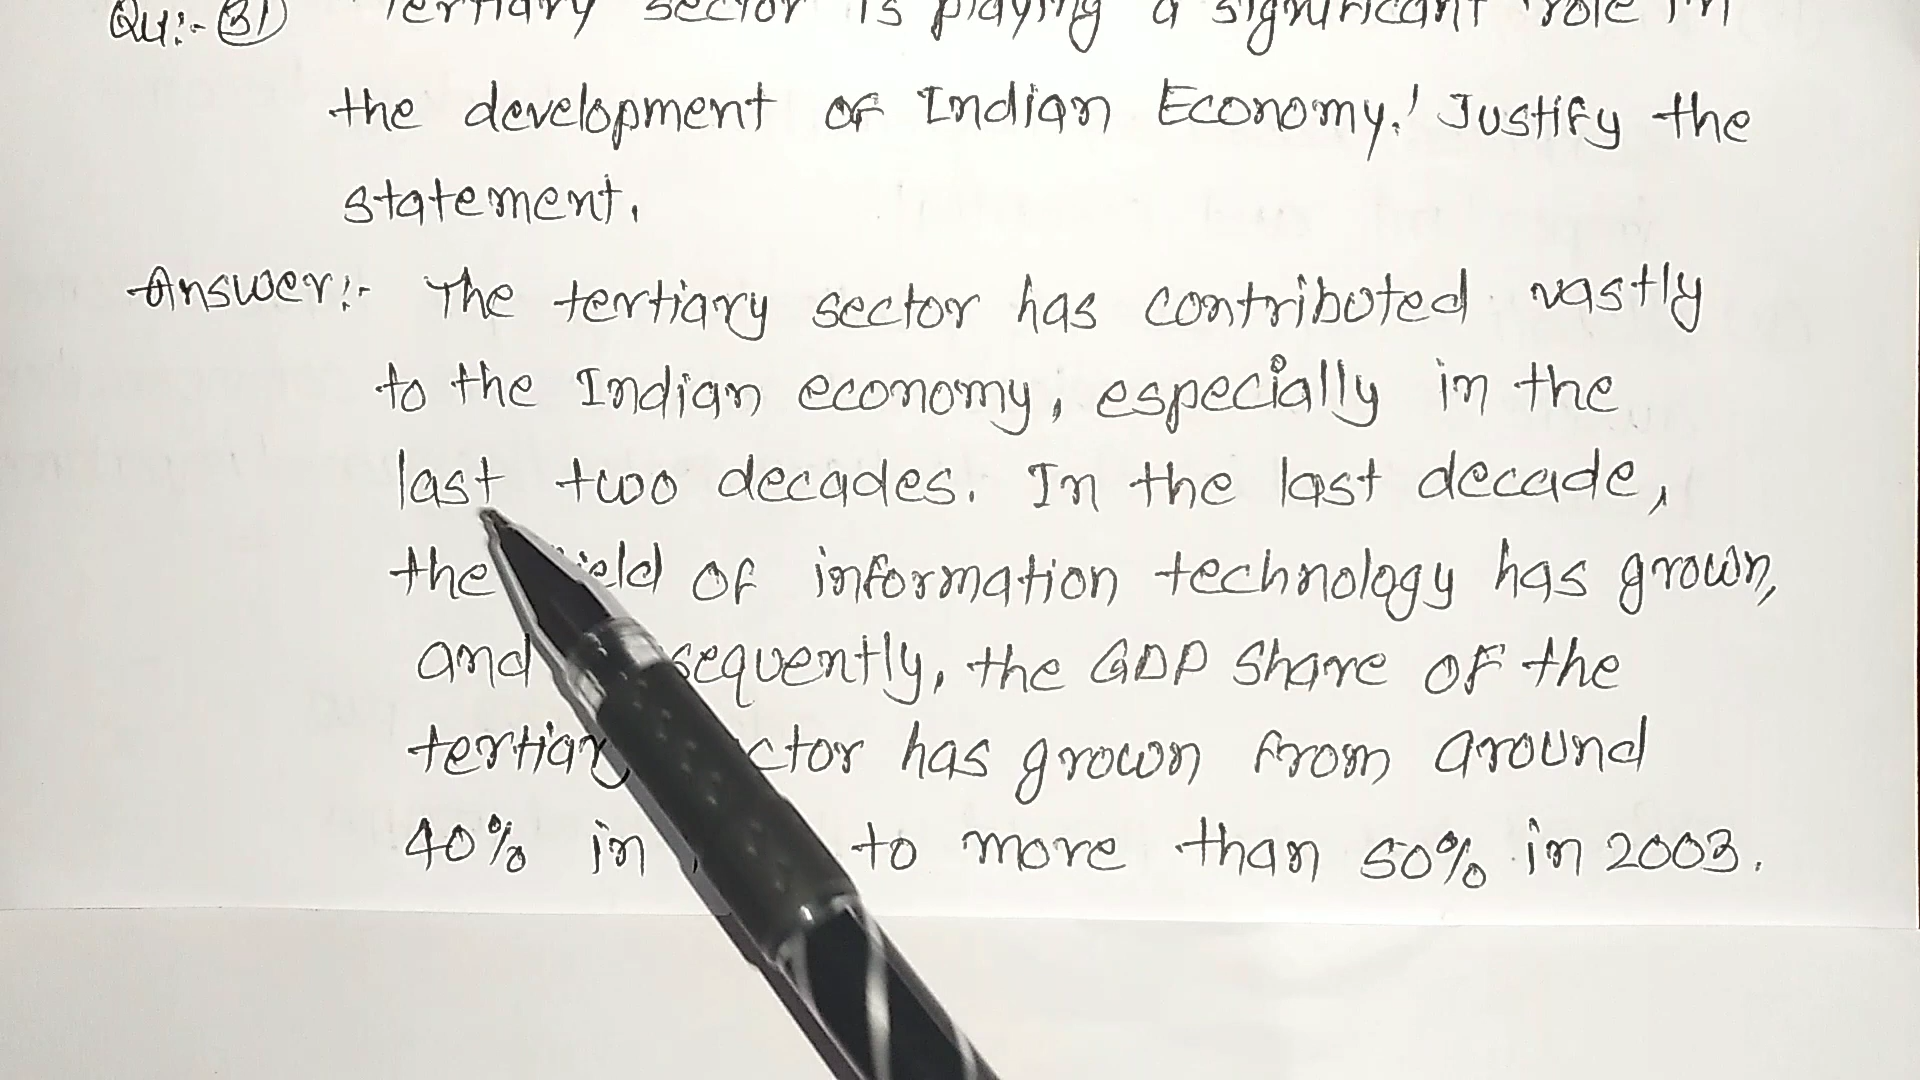 Qu:- 31 Tertiary sector is playing a significant role in
the development of Indian Economy.' Justify the
statement.
Answer:- The tertiary sector has contributed vastly
to the Indian economy, especially in the
last two decades. In the last decade,
the of information technology has grown,
and the GDP share of the
has grown from around
40% in to more than 50% in 2003.